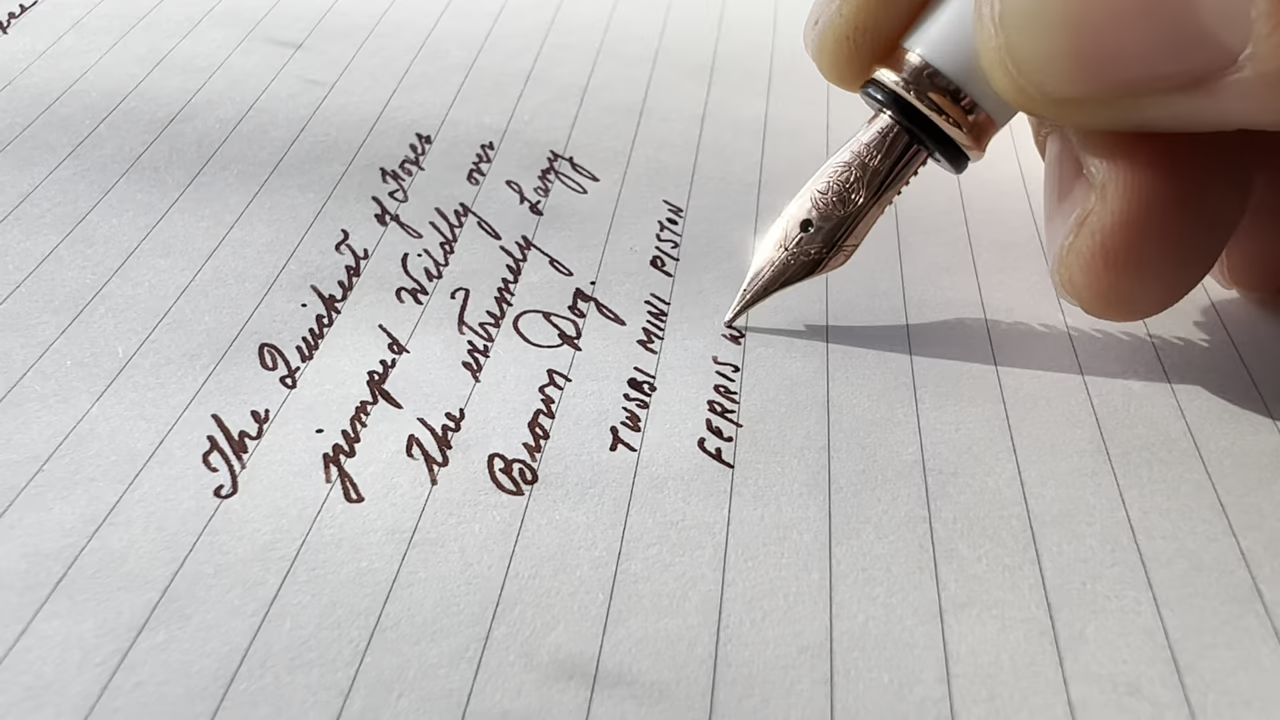 The Quickest of Foxes
jumped Wildly over
the extremely Lazy
Brown Dog.
TWSBI MINI PISTON
FERRIS W